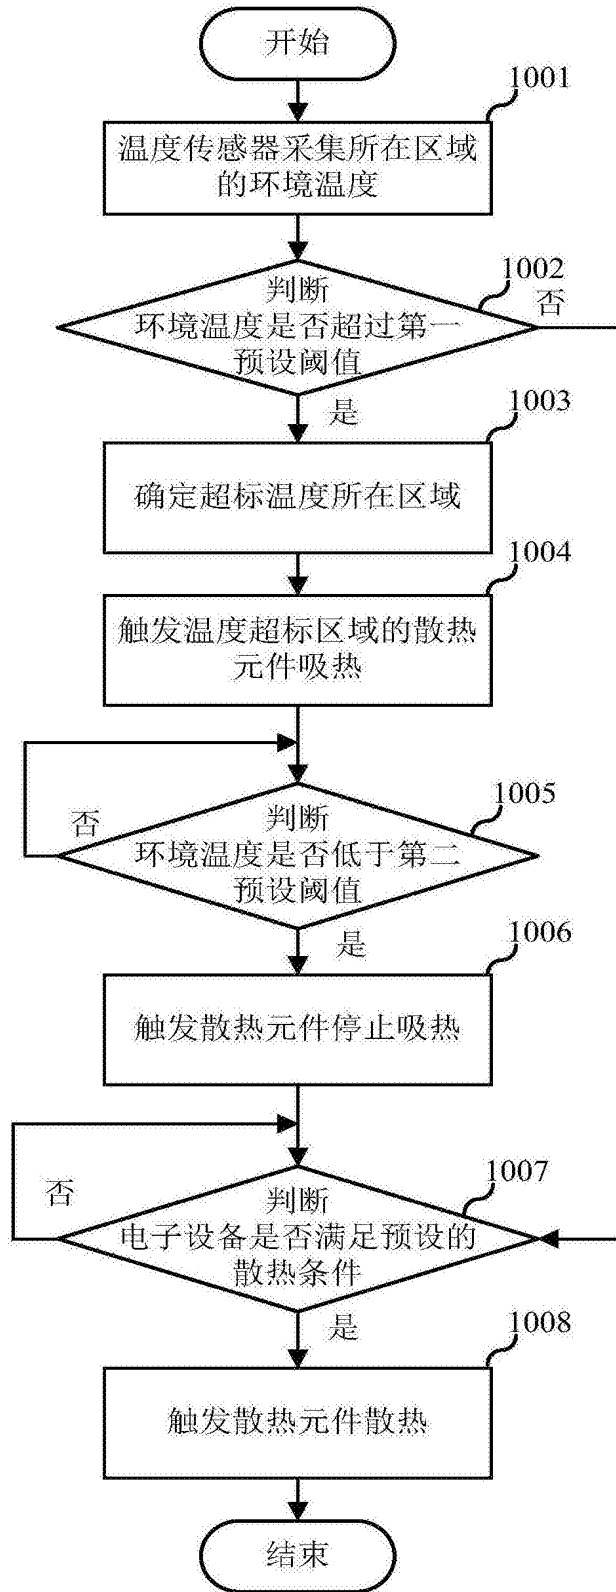 开始
1001
温度传感器采集所在区域
的环境温度
1002
判断
环境温度是否超过第一
预设阈值
否
是
1003
确定超标温度所在区域
1004
触发温度超标区域的散热
元件吸热
1005
判断
环境温度是否低于第二
预设阈值
否
是
1006
触发散热元件停止吸热
1007
判断
电子设备是否满足预设的
散热条件
否
是
1008
触发散热元件散热
结束